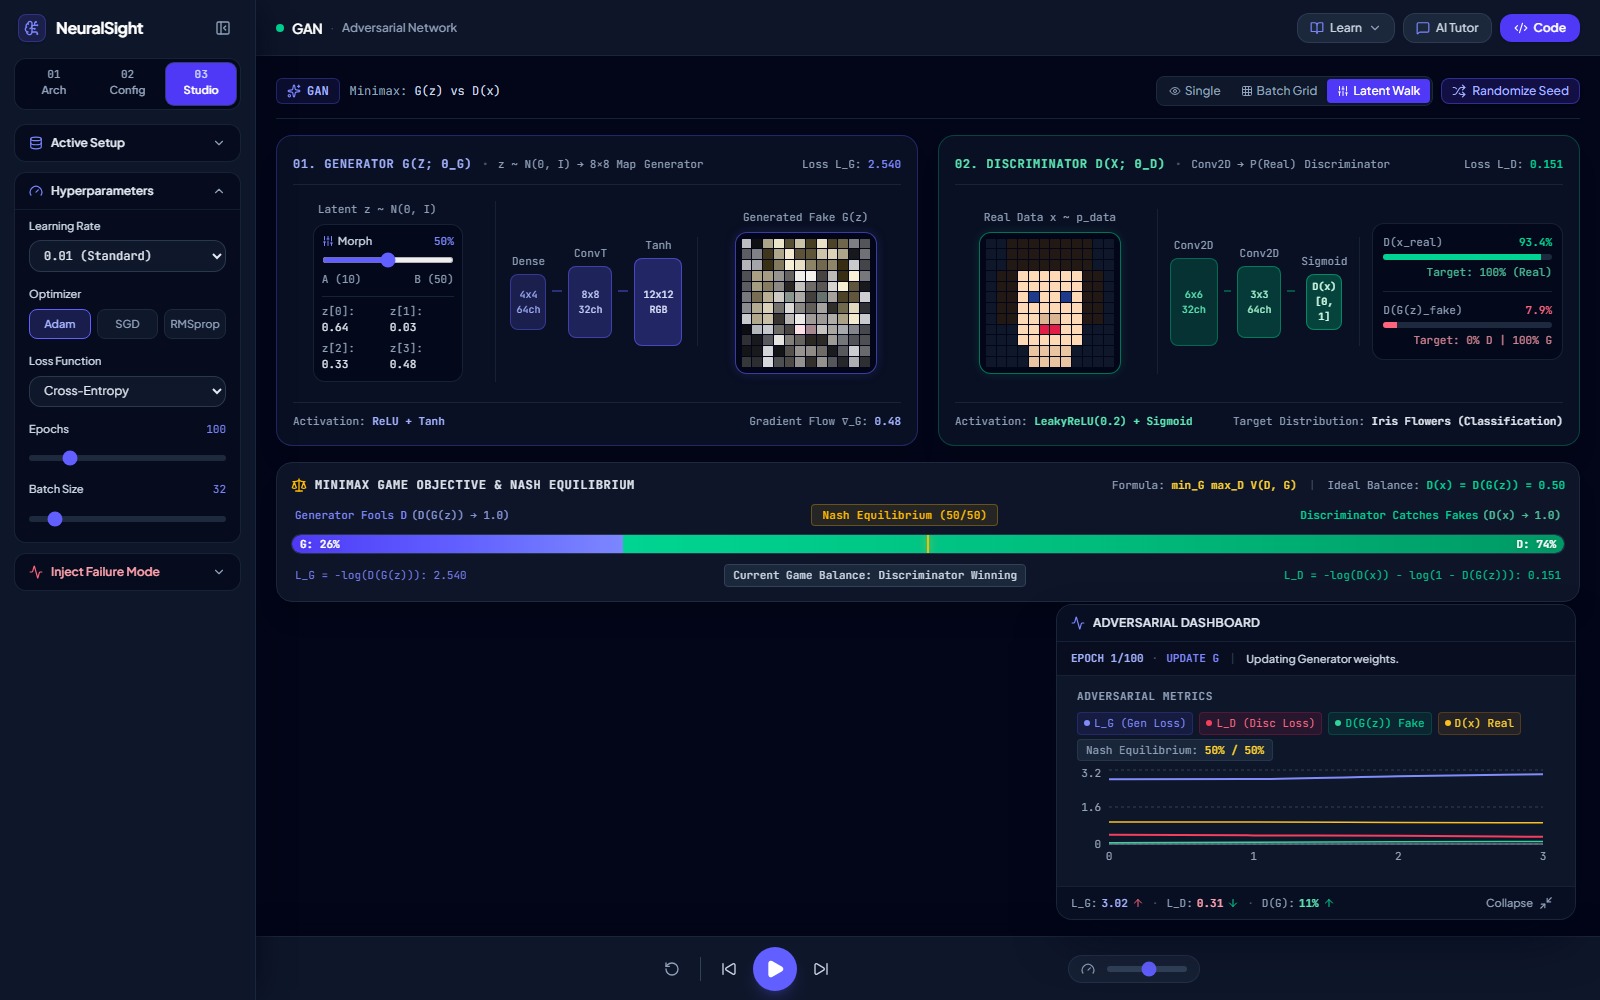 NeuralSight
01 Arch
02 Config
03 Studio
Active Setup
Hyperparameters
Learning Rate
0.01 (Standard)
Optimizer
Adam SGD RMSprop
Loss Function
Cross-Entropy
Epochs 100
Batch Size 32
Inject Failure Mode
GAN · Adversarial Network
Learn
AI Tutor
Code
GAN Minimax: G(z) vs D(x)
Single Batch Grid Latent Walk
Randomize Seed
01. GENERATOR G(Z; θ_G) · z ~ N(0, I) → 8×8 Map Generator Loss L_G: 2.540
Latent z ~ N(0, I)
Morph 50%
A (10) B (50)
z[0]: z[1]:
0.64 0.03
z[2]: z[3]:
0.33 0.48
Dense
4x4
64ch
ConvT
8x8
32ch
Tanh
12x12
RGB
Generated Fake G(z)
Activation: ReLU + Tanh Gradient Flow ∇_G: 0.48
02. DISCRIMINATOR D(X; θ_D) · Conv2D → P(Real) Discriminator Loss L_D: 0.151
Real Data x ~ p_data
Conv2D
6x6
32ch
Conv2D
3x3
64ch
Sigmoid
D(x)
[0,
1]
D(x_real) 93.4%
Target: 100% (Real)
D(G(z)_fake) 7.9%
Target: 0% D | 100% G
Activation: LeakyReLU(0.2) + Sigmoid Target Distribution: Iris Flowers (Classification)
MINIMAX GAME OBJECTIVE & NASH EQUILIBRIUM Formula: min_G max_D V(D, G) | Ideal Balance: D(x) = D(G(z)) = 0.50
Generator Fools D (D(G(z)) → 1.0) Nash Equilibrium (50/50) Discriminator Catches Fakes (D(x) → 1.0)
G: 26% D: 74%
L_G = -log(D(G(z))): 2.540 Current Game Balance: Discriminator Winning L_D = -log(D(x)) - log(1 - D(G(z))): 0.151
ADVERSARIAL DASHBOARD
EPOCH 1/100 · UPDATE G | Updating Generator weights.
ADVERSARIAL METRICS
L_G (Gen Loss) L_D (Disc Loss) D(G(z)) Fake D(x) Real
Nash Equilibrium: 50% / 50%
3.2
1.6
0
0 1 2 3
L_G: 3.02 ↑ · L_D: 0.31 ↓ · D(G): 11% ↑ Collapse